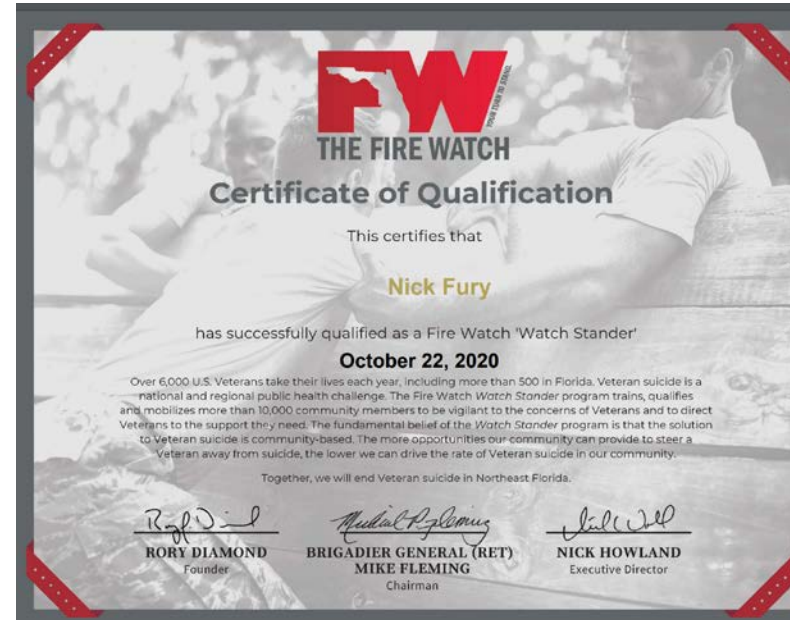 FW
YOUR TURN TO STAND.
THE FIRE WATCH
Certificate of Qualification
This certifies that
Nick Fury
has successfully qualified as a Fire Watch 'Watch Stander'
October 22, 2020
Over 6,000 U.S. Veterans take their lives each year, including more than 500 in Florida. Veteran suicide is a
national and regional public health challenge. The Fire Watch Watch Stander program trains, qualifies
and mobilizes more than 10,000 community members to be vigilant to the concerns of Veterans and to direct
Veterans to the support they need. The fundamental belief of the Watch Stander program is that the solution
to Veteran suicide is community-based. The more opportunities our community can provide to steer a
Veteran away from suicide, the lower we can drive the rate of Veteran suicide in our community.
Together, we will end Veteran suicide in Northeast Florida.
RORY DIAMOND
Founder
BRIGADIER GENERAL (RET)
MIKE FLEMING
Chairman
NICK HOWLAND
Executive Director